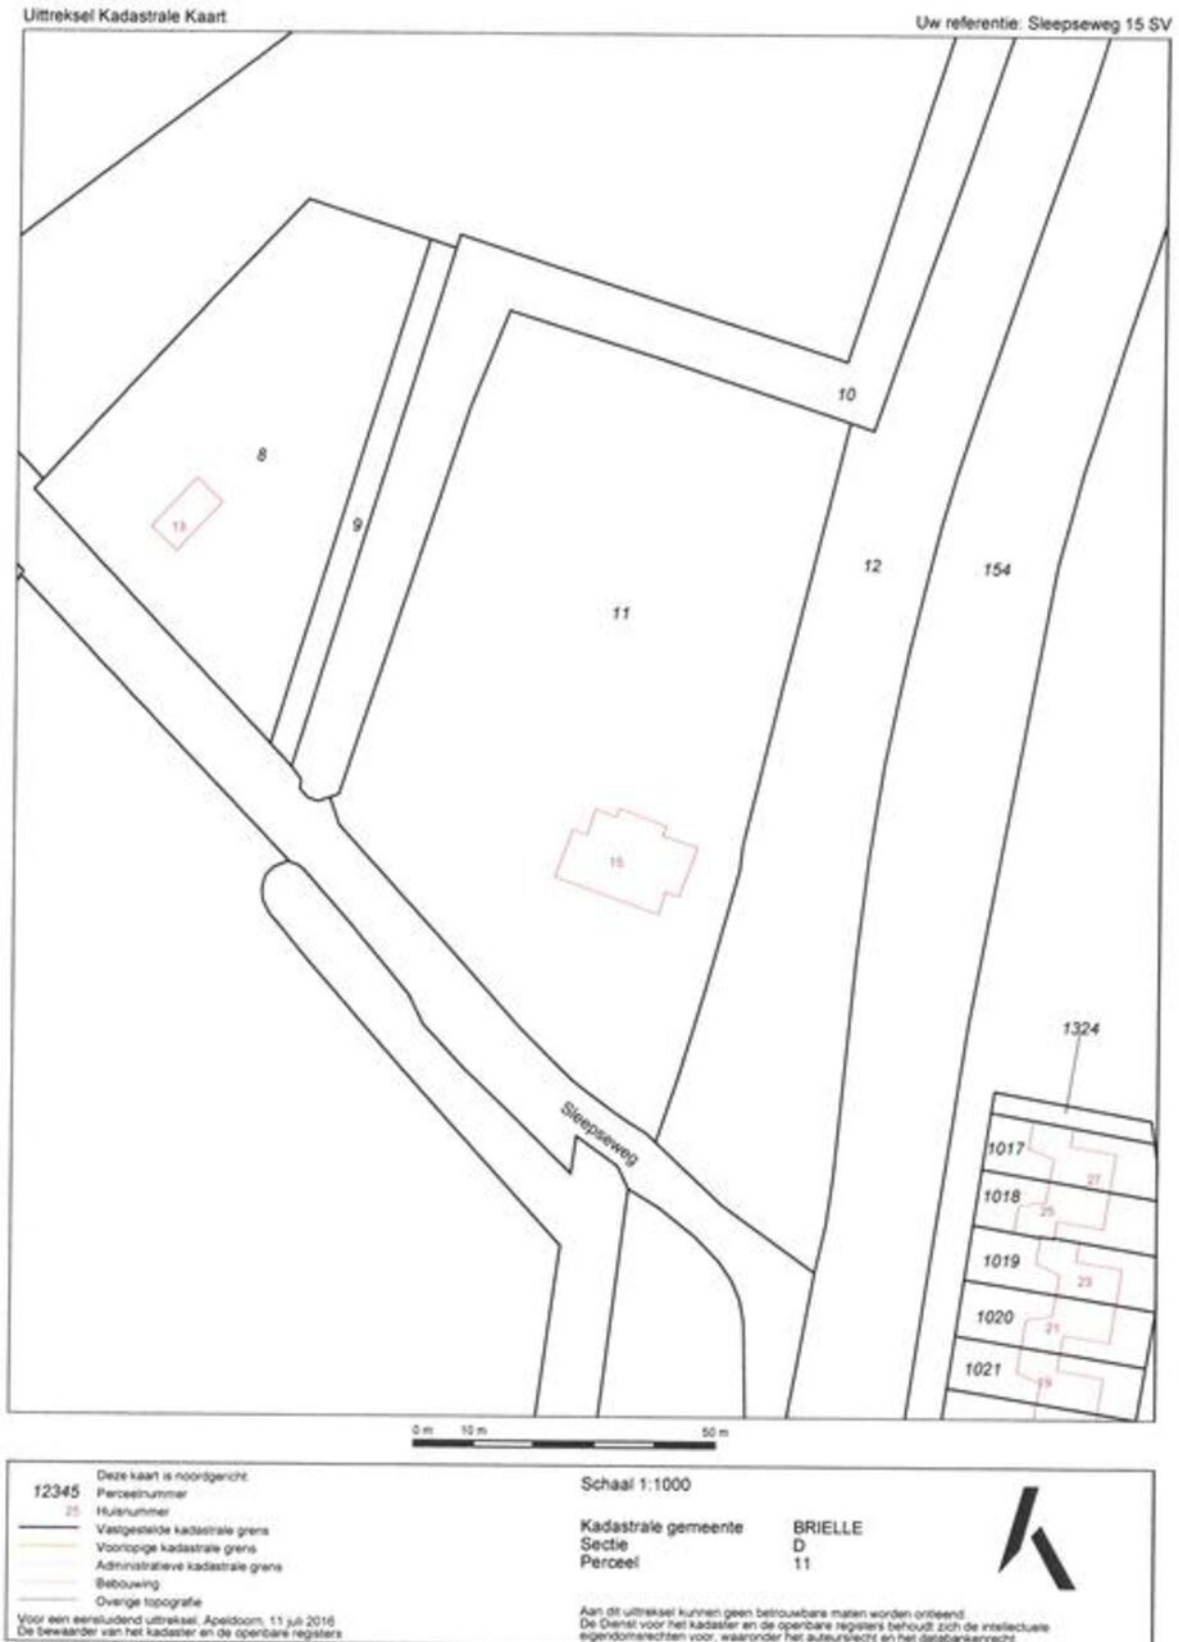 Uittreksel Kadastrale Kaart
Uw referentie: Sleepseweg 15 SV
10
8
13
9
12
154
11
15
1324
Sleepseweg
1017
27
1018
25
1019
23
1020
21
1021
19
0 m 10 m 50 m
Deze kaart is noordgericht
12345 Perceelnummer
25 Huisnummer
Vastgestelde kadastrale grens
Voorlopige kadastrale grens
Administratieve kadastrale grens
Bebouwing
Overige topografie
Voor een eensluidend uittreksel, Apeldoorn, 11 juli 2016
De bewaarder van het kadaster en de openbare registers
Schaal 1:1000
Kadastrale gemeente BRIELLE
Sectie D
Perceel 11
Aan dit uittreksel kunnen geen betrouwbare maten worden ontleend.
De Dienst voor het kadaster en de openbare registers behoudt zich de intellectuele
eigendomsrechten voor, waaronder het auteursrecht en het databankenrecht.